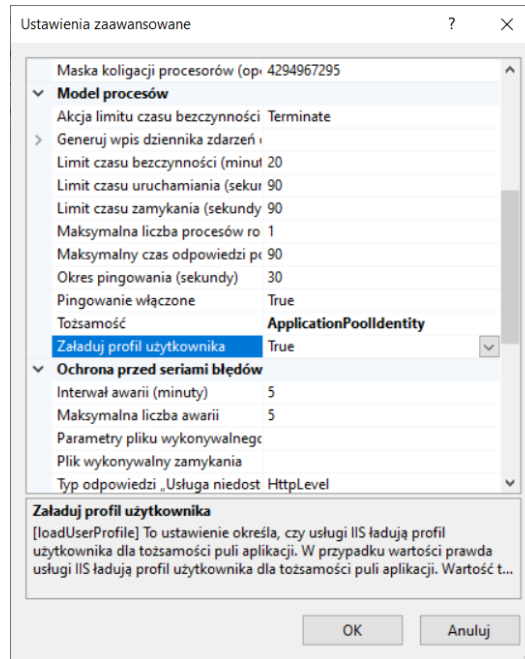 Ustawienia zaawansowane ?
Maska koligacji procesorów (op 4294967295
Model procesów
Akcja limitu czasu bezczynności Terminate
Generuj wpis dziennika zdarzeń
Limit czasu bezczynności (minut 20
Limit czasu uruchamiania (sekur 90
Limit czasu zamykania (sekundy 90
Maksymalna liczba procesów ro 1
Maksymalny czas odpowiedzi po 90
Okres pingowania (sekundy) 30
Pingowanie włączone True
Tożsamość ApplicationPoolIdentity
Załaduj profil użytkownika True
Ochrona przed seriami błędów
Interwał awarii (minuty) 5
Maksymalna liczba awarii 5
Parametry pliku wykonywalnego
Plik wykonywalny zamykania
Typ odpowiedzi „Usługa niedost HttpLevel
Załaduj profil użytkownika
[loadUserProfile] To ustawienie określa, czy usługi IIS ładują profil
użytkownika dla tożsamości puli aplikacji. W przypadku wartości prawda
usługi IIS ładują profil użytkownika dla tożsamości puli aplikacji. Wartość t...
OK Anuluj